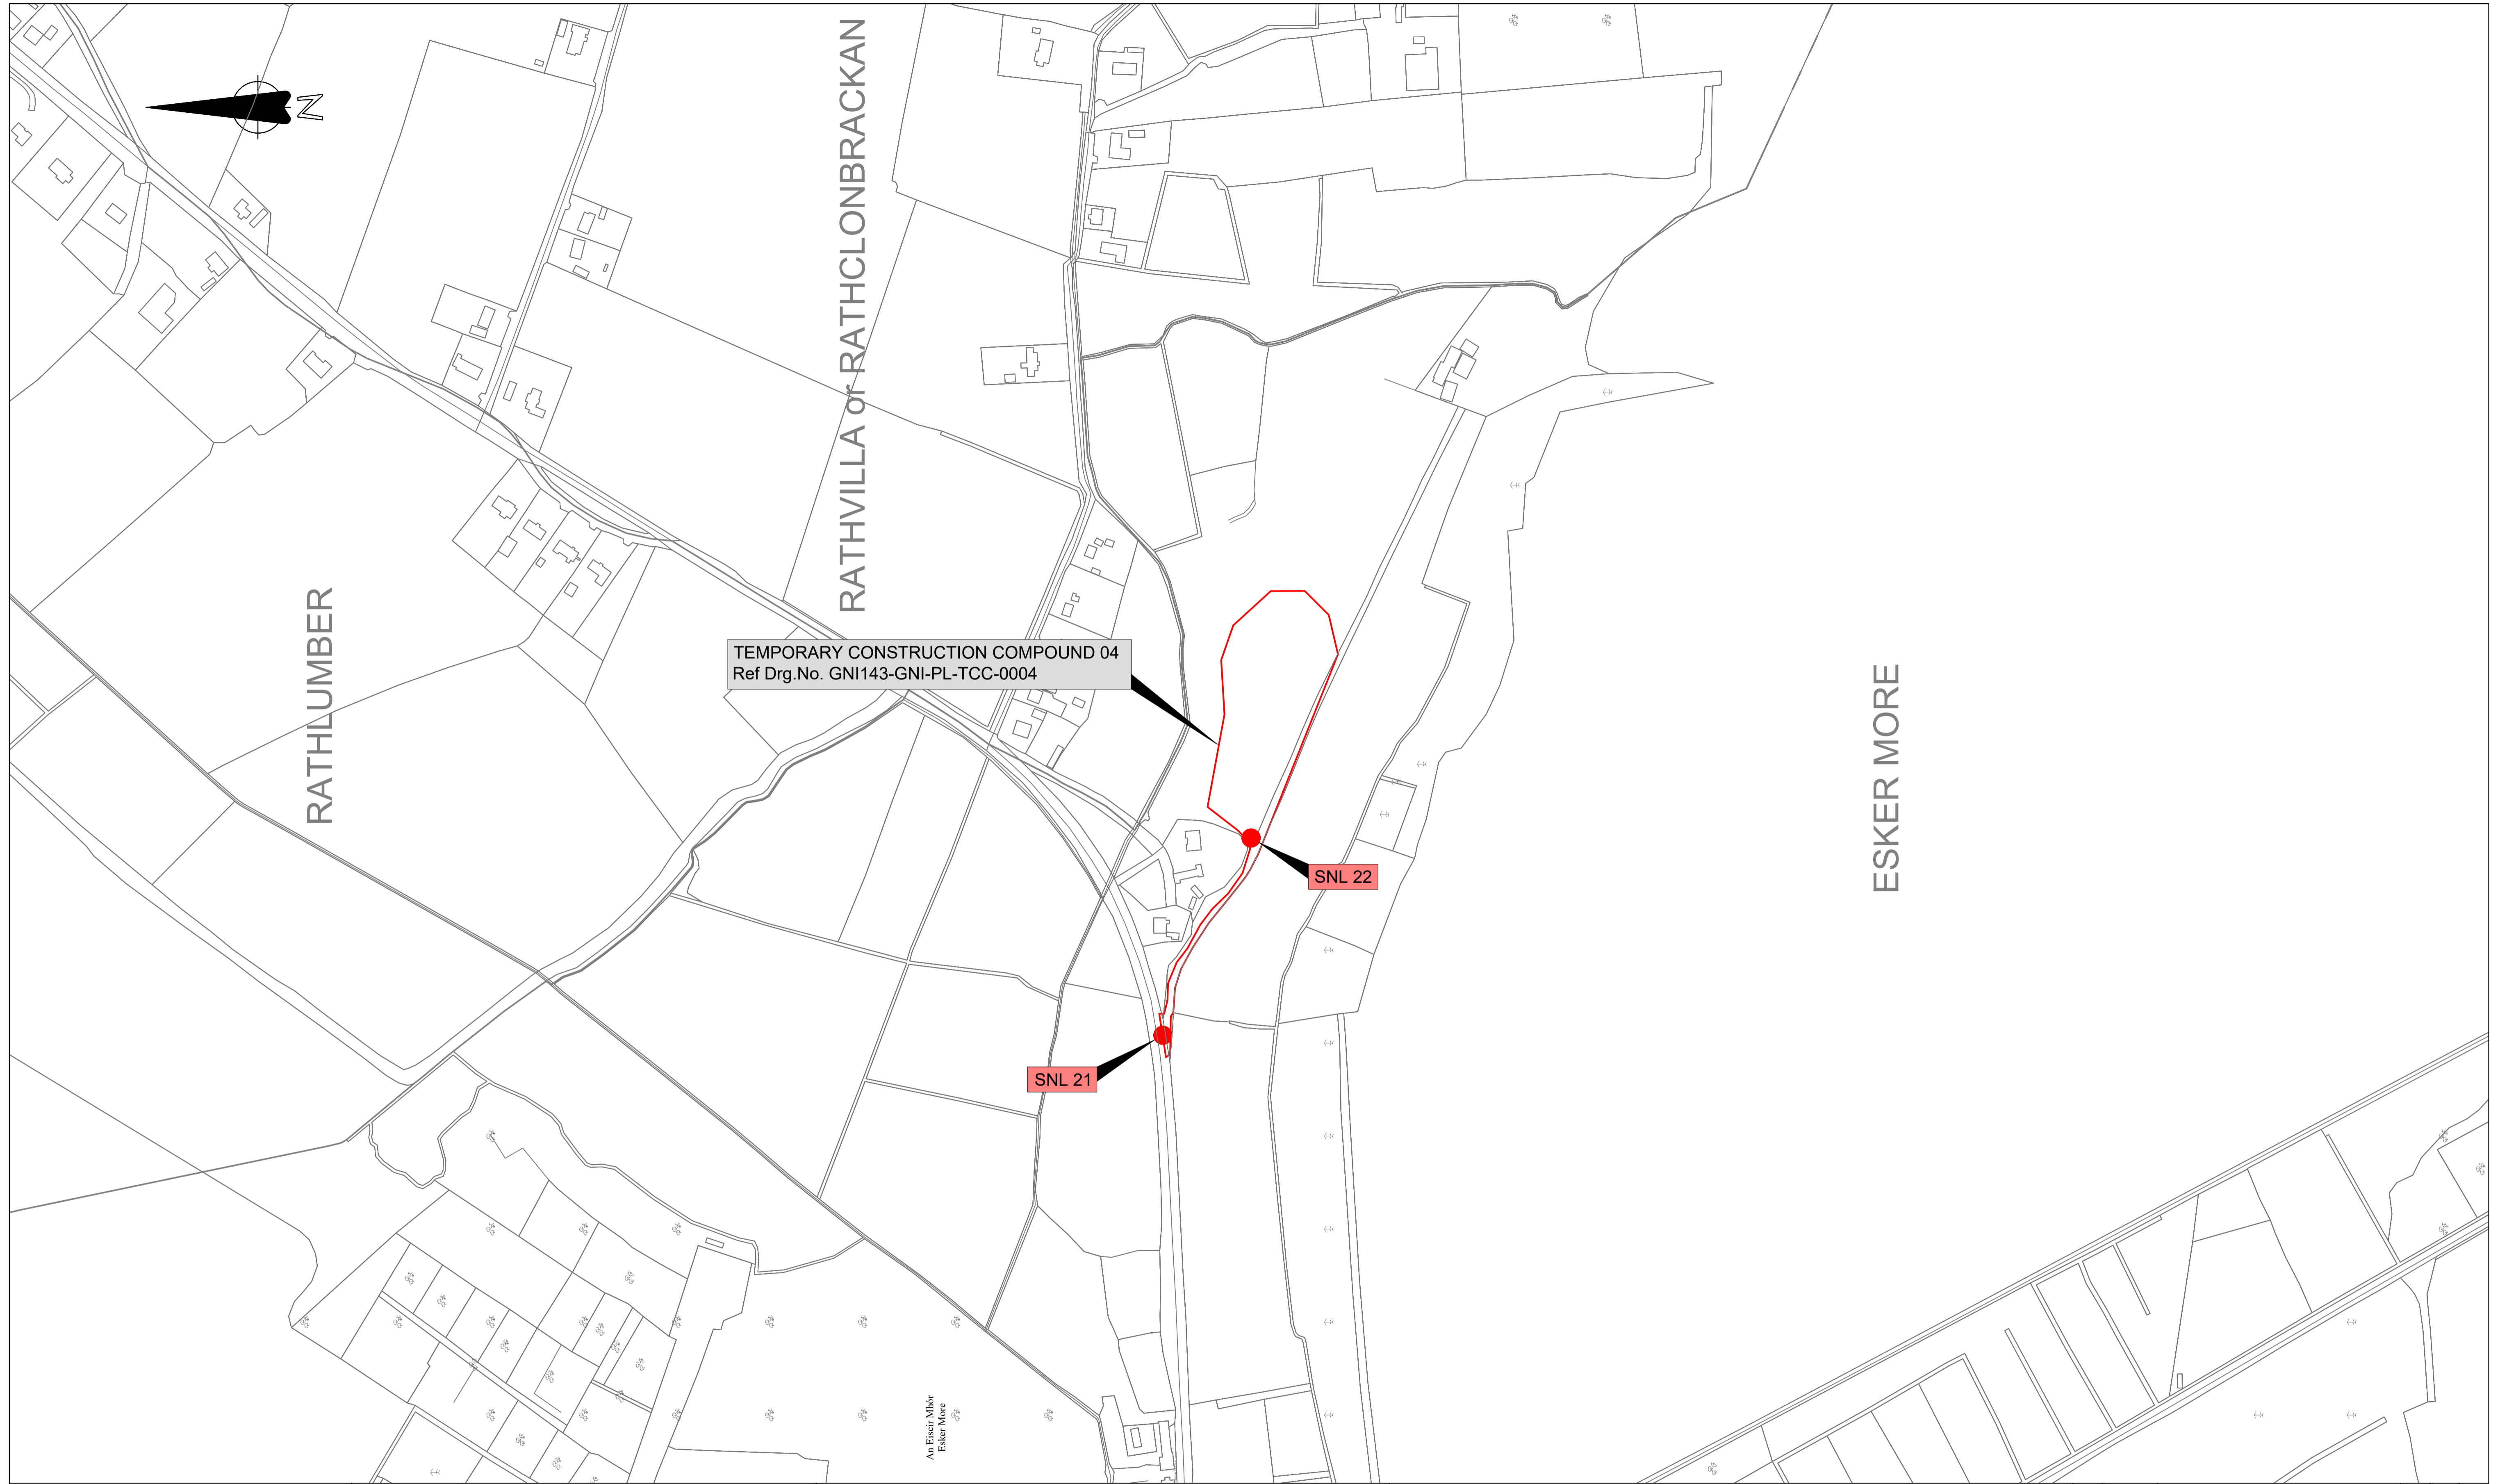 N
RATHVILLA or RATHCLONBRACKAN
RATHLUMBER
TEMPORARY CONSTRUCTION COMPOUND 04
Ref Drg.No. GNI143-GNI-PL-TCC-0004
ESKER MORE
SNL 22
SNL 21
An Eiscir Mhór
Esker More